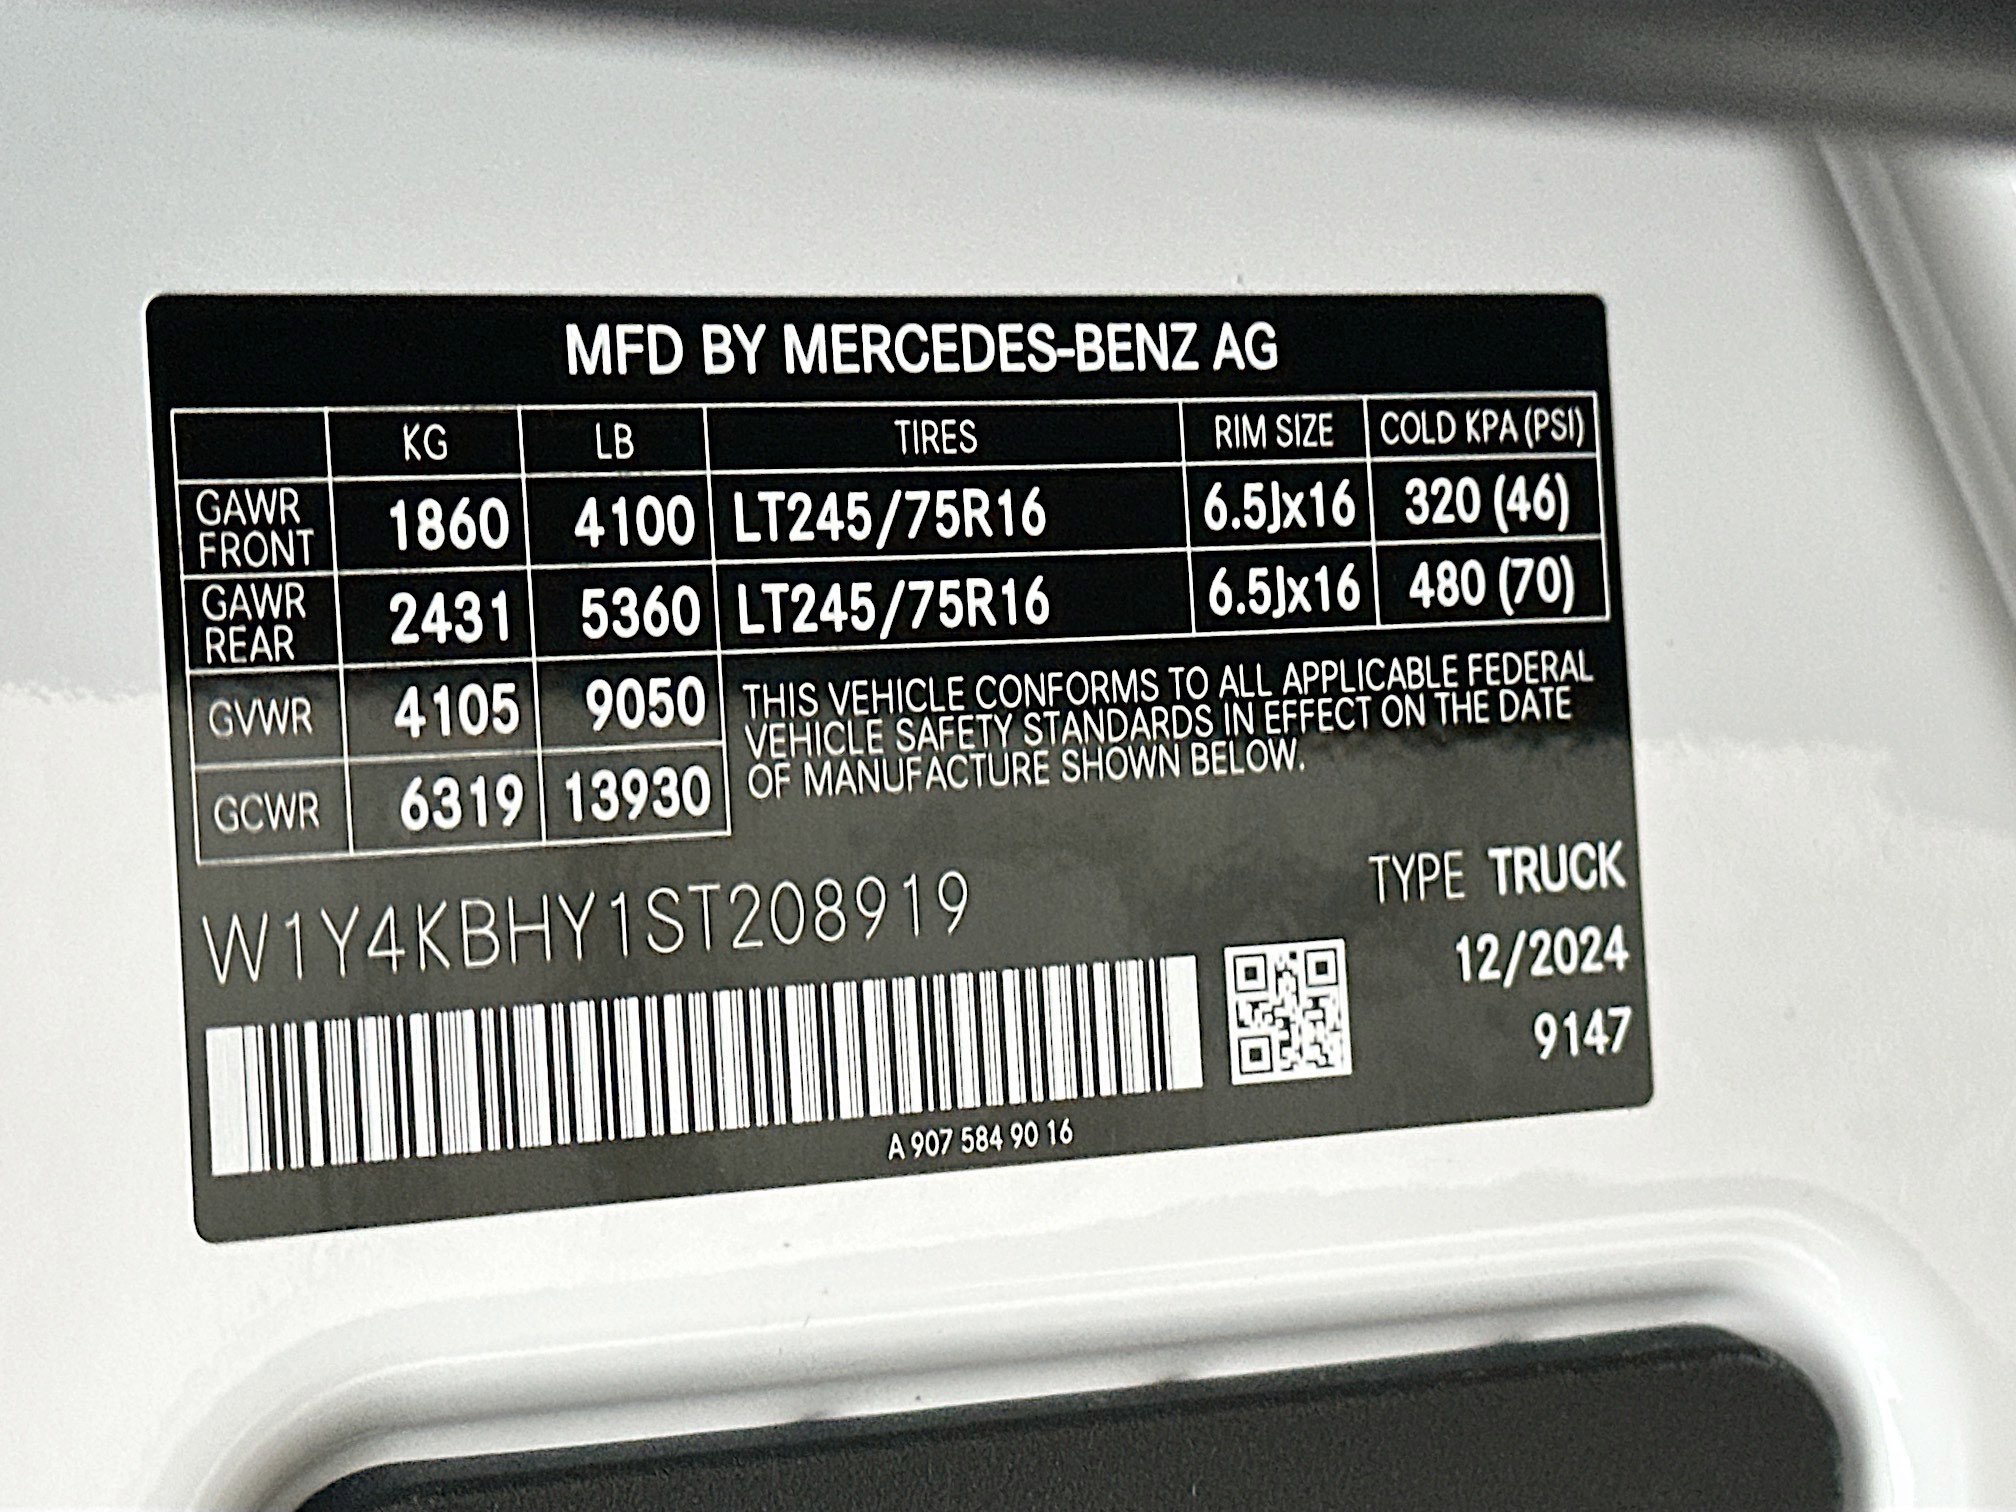 MFD BY MERCEDES-BENZ AG
KG LB TIRES RIM SIZE COLD KPA (PSI)
GAWR FRONT 1860 4100 LT245/75R16 6.5Jx16 320 (46)
GAWR REAR 2431 5360 LT245/75R16 6.5Jx16 480 (70)
GVWR 4105 9050
GCWR 6319 13930
THIS VEHICLE CONFORMS TO ALL APPLICABLE FEDERAL
VEHICLE SAFETY STANDARDS IN EFFECT ON THE DATE
OF MANUFACTURE SHOWN BELOW.
W1Y4KBHY1ST208919
TYPE TRUCK
12/2024
9147
A 907 584 90 16